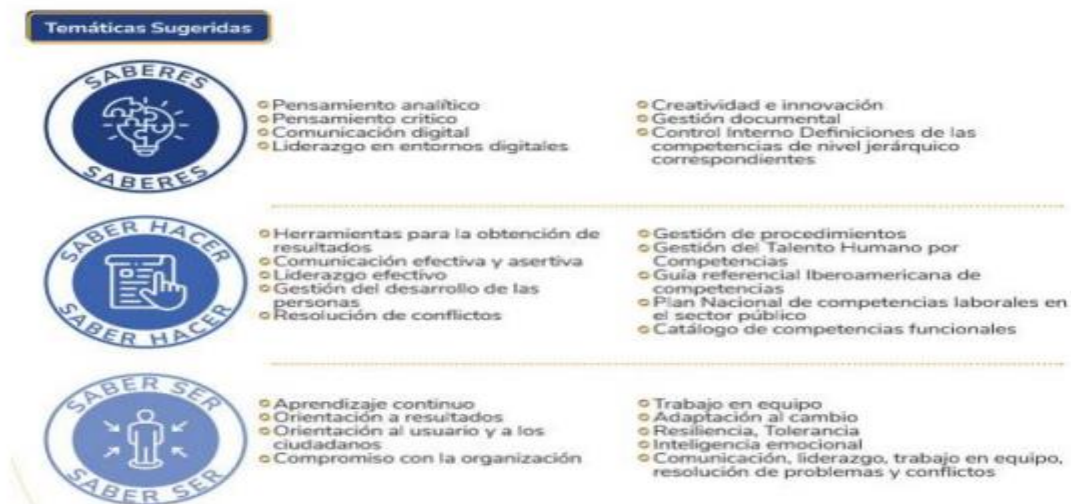 Temáticas Sugeridas
SABERES
SABERES
Pensamiento analítico
Pensamiento critico
Comunicación digital
Liderazgo en entornos digitales
Creatividad e innovación
Gestión documental
Control Interno Definiciones de las
competencias de nivel jerárquico
correspondientes
SABER HACER
SABER HACER
Herramientas para la obtención de
resultados
Comunicación efectiva y asertiva
Liderazgo efectivo
Gestión del desarrollo de las
personas
Resolución de conflictos
Gestión de procedimientos
Gestión del Talento Humano por
Competencias
Guía referencial Iberoamericana de
competencias
Plan Nacional de competencias laborales en
el sector público
Catálogo de competencias funcionales
SABER SER
SABER SER
Aprendizaje continuo
Orientación a resultados
Orientación al usuario y a los
ciudadanos
Compromiso con la organización
Trabajo en equipo
Adaptación al cambio
Resiliencia, Tolerancia
Inteligencia emocional
Comunicación, liderazgo, trabajo en equipo,
resolución de problemas y conflictos